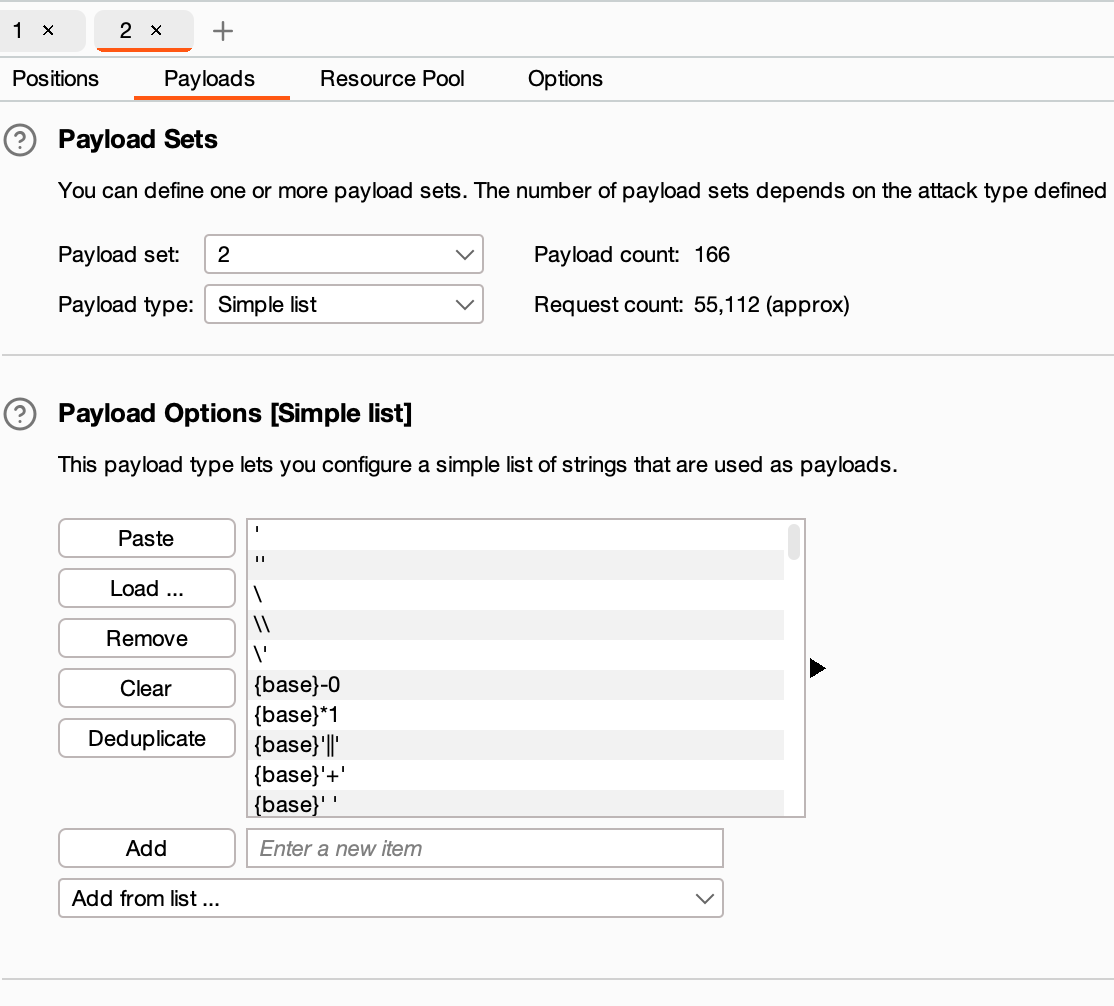 1 × 2 × +
Positions Payloads Resource Pool Options
? Payload Sets
You can define one or more payload sets. The number of payload sets depends on the attack type defined
Payload set: 2 Payload count: 166
Payload type: Simple list Request count: 55,112 (approx)
? Payload Options [Simple list]
This payload type lets you configure a simple list of strings that are used as payloads.
Paste
Load ...
Remove
Clear
Deduplicate
'
''
\
\\
\'
{base}-0
{base}*1
{base}'||'
{base}'+'
{base}' '
Add Enter a new item
Add from list ...